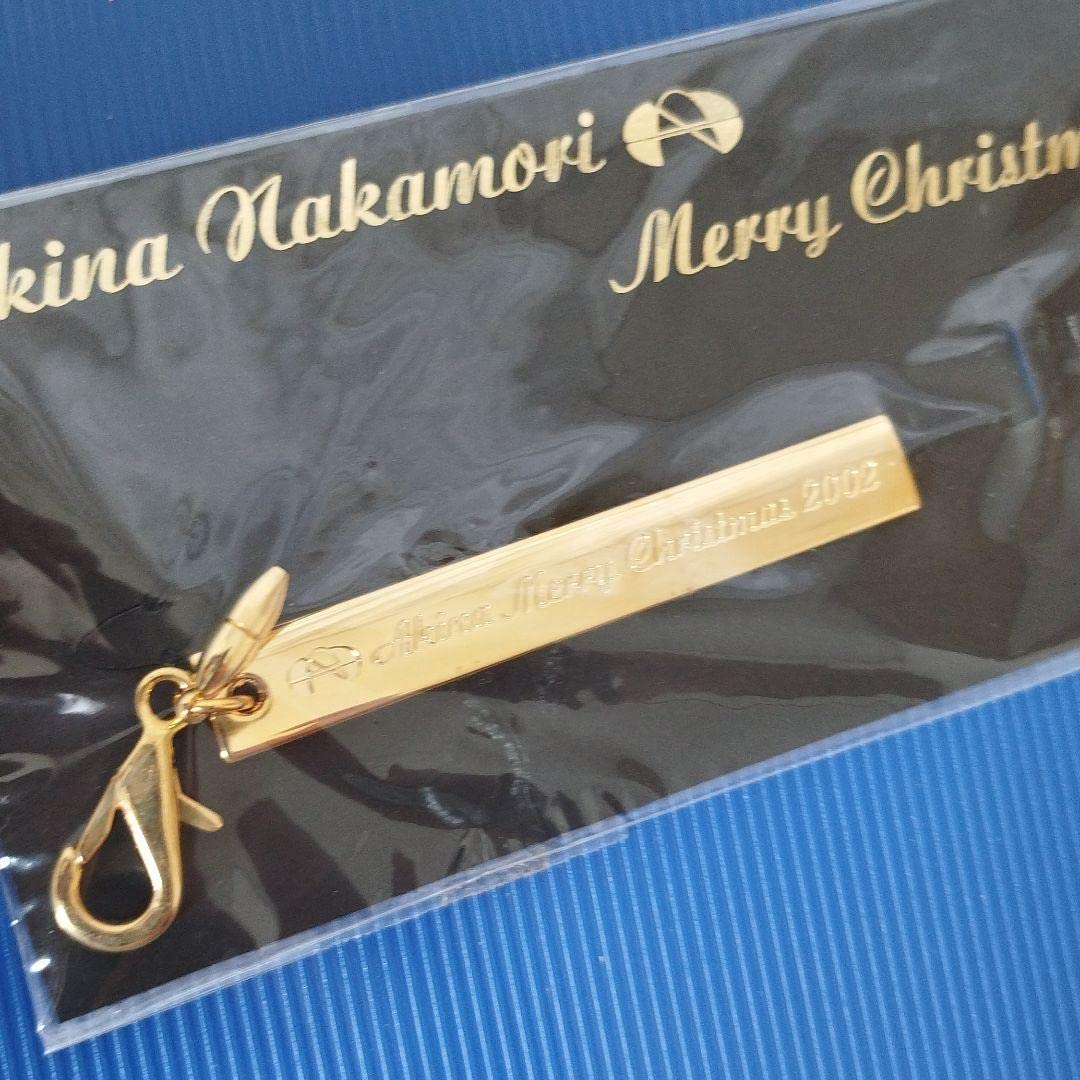 kina Nakamori
Merry Christm
Akina Merry Christmas 2002